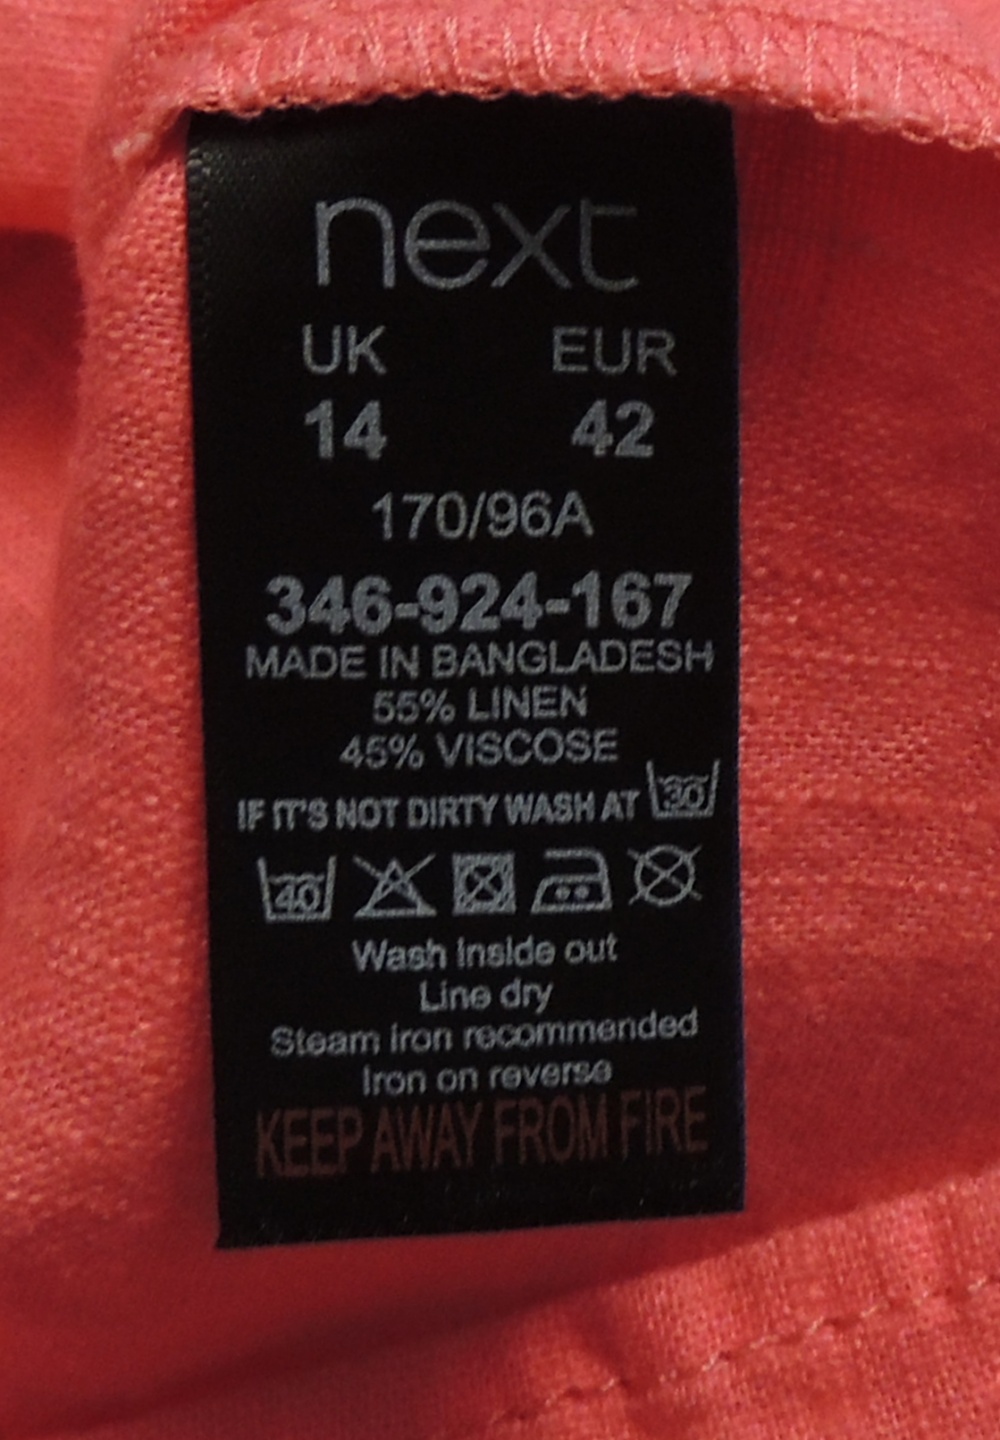 next
UK EUR
14 42
170/96A
346-924-167
MADE IN BANGLADESH
55% LINEN
45% VISCOSE
IF IT'S NOT DIRTY WASH AT 30
40
Wash inside out
Line dry
Steam iron recommended
Iron on reverse
KEEP AWAY FROM FIRE